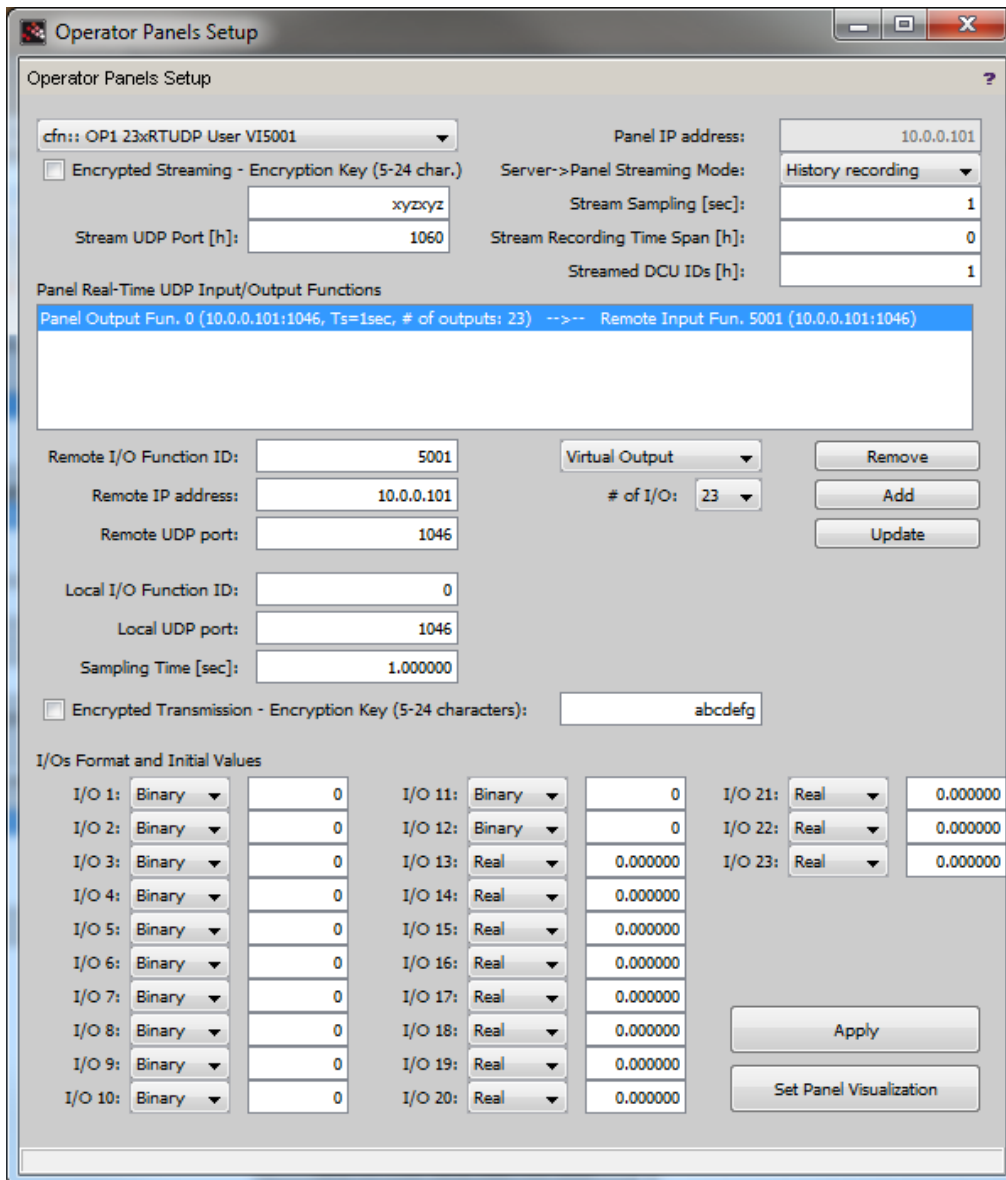 Operator Panels Setup
Operator Panels Setup ?
cfn:: OP1 23xRTUDP User VI5001 Panel IP address: 10.0.0.101
Encrypted Streaming - Encryption Key (5-24 char.) Server->Panel Streaming Mode: History recording
xyzxyz Stream Sampling [sec]: 1
Stream UDP Port [h]: 1060 Stream Recording Time Span [h]: 0
Streamed DCU IDs [h]: 1
Panel Real-Time UDP Input/Output Functions
Panel Output Fun. 0 (10.0.0.101:1046, Ts=1sec, # of outputs: 23) -->-- Remote Input Fun. 5001 (10.0.0.101:1046)
Remote I/O Function ID: 5001 Virtual Output Remove
Remote IP address: 10.0.0.101 # of I/O: 23 Add
Remote UDP port: 1046 Update
Local I/O Function ID: 0
Local UDP port: 1046
Sampling Time [sec]: 1.000000
Encrypted Transmission - Encryption Key (5-24 characters): abcdefg
I/Os Format and Initial Values
I/O 1: Binary 0 I/O 11: Binary 0 I/O 21: Real 0.000000
I/O 2: Binary 0 I/O 12: Binary 0 I/O 22: Real 0.000000
I/O 3: Binary 0 I/O 13: Real 0.000000 I/O 23: Real 0.000000
I/O 4: Binary 0 I/O 14: Real 0.000000
I/O 5: Binary 0 I/O 15: Real 0.000000
I/O 6: Binary 0 I/O 16: Real 0.000000
I/O 7: Binary 0 I/O 17: Real 0.000000
I/O 8: Binary 0 I/O 18: Real 0.000000 Apply
I/O 9: Binary 0 I/O 19: Real 0.000000
I/O 10: Binary 0 I/O 20: Real 0.000000 Set Panel Visualization